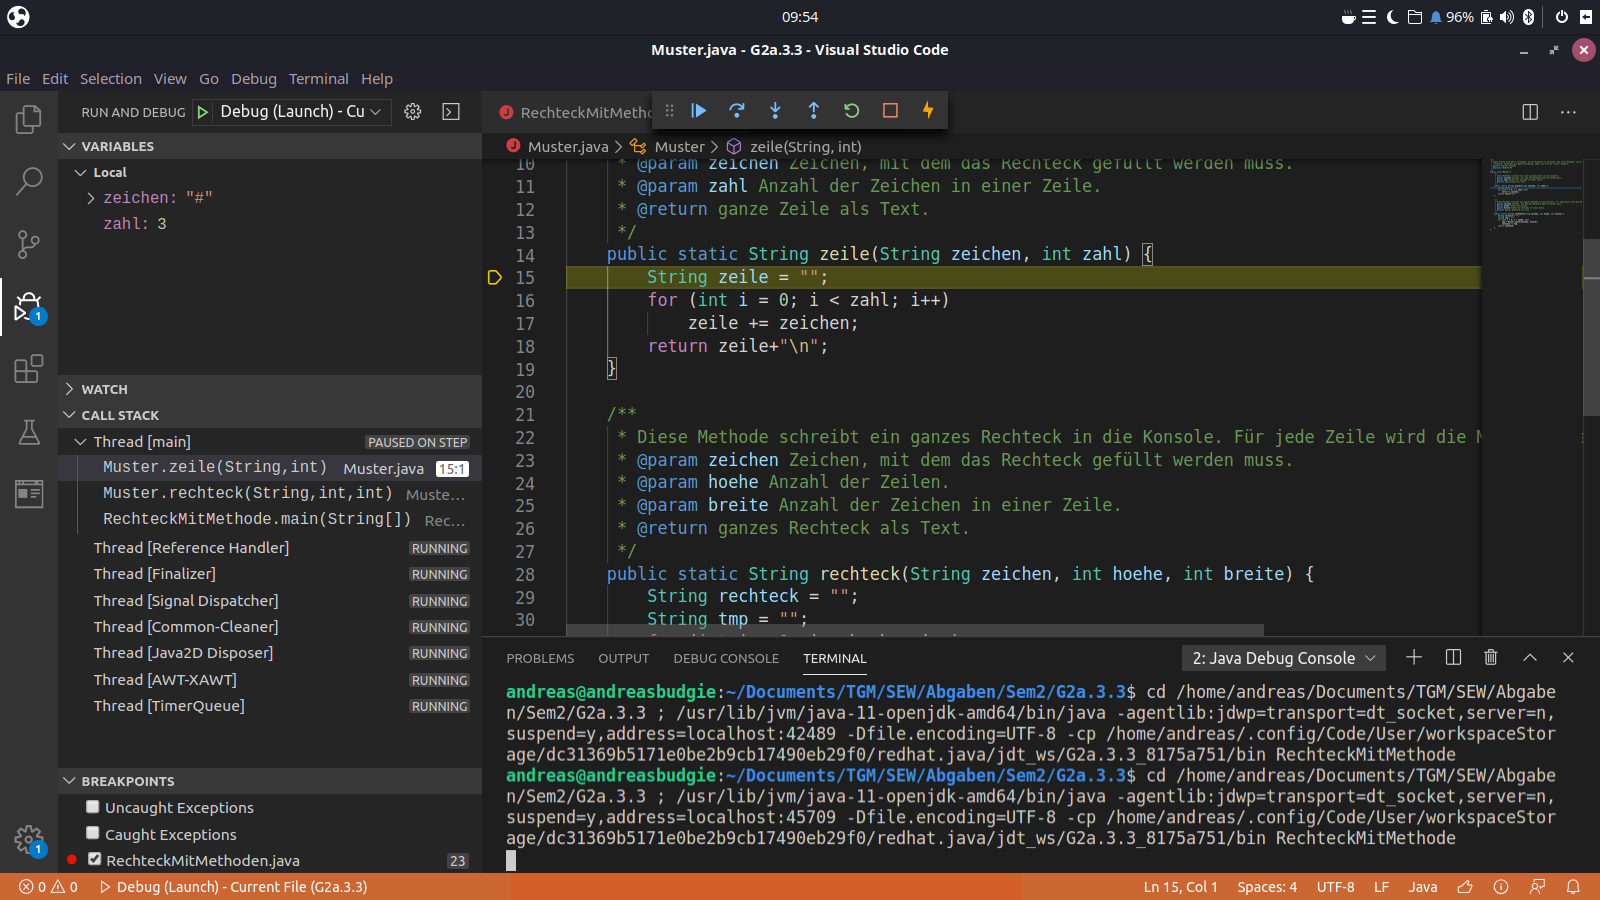 09:54
96%
Muster.java - G2a.3.3 - Visual Studio Code
File Edit Selection View Go Debug Terminal Help
RUN AND DEBUG Debug (Launch) - Cu
VARIABLES
Local
zeichen: "#"
zahl: 3
WATCH
CALL STACK
Thread [main] PAUSED ON STEP
Muster.zeile(String,int) Muster.java 15:1
Muster.rechteck(String,int,int) Muste...
RechteckMitMethode.main(String[]) Rec...
Thread [Reference Handler] RUNNING
Thread [Finalizer] RUNNING
Thread [Signal Dispatcher] RUNNING
Thread [Common-Cleaner] RUNNING
Thread [Java2D Disposer] RUNNING
Thread [AWT-XAWT] RUNNING
Thread [TimerQueue] RUNNING
BREAKPOINTS
Uncaught Exceptions
Caught Exceptions
RechteckMitMethoden.java 23
1
1
RechteckMitMetho
Muster.java > Muster > zeile(String, int)
10 * @param zeichen Zeichen, mit dem das Rechteck gefüllt werden muss.
11 * @param zahl Anzahl der Zeichen in einer Zeile.
12 * @return ganze Zeile als Text.
13 */
14 public static String zeile(String zeichen, int zahl) {
15 String zeile = "";
16 for (int i = 0; i < zahl; i++)
17 zeile += zeichen;
18 return zeile+"\n";
19 }
20
21 /**
22 * Diese Methode schreibt ein ganzes Rechteck in die Konsole. Für jede Zeile wird die
23 * @param zeichen Zeichen, mit dem das Rechteck gefüllt werden muss.
24 * @param hoehe Anzahl der Zeilen.
25 * @param breite Anzahl der Zeichen in einer Zeile.
26 * @return ganzes Rechteck als Text.
27 */
28 public static String rechteck(String zeichen, int hoehe, int breite) {
29 String rechteck = "";
30 String tmp = "";
PROBLEMS OUTPUT DEBUG CONSOLE TERMINAL 2: Java Debug Console
andreas@andreasbudgie:~/Documents/TGM/SEW/Abgaben/Sem2/G2a.3.3$ cd /home/andreas/Documents/TGM/SEW/Abgabe
n/Sem2/G2a.3.3 ; /usr/lib/jvm/java-11-openjdk-amd64/bin/java -agentlib:jdwp=transport=dt_socket,server=n,
suspend=y,address=localhost:42489 -Dfile.encoding=UTF-8 -cp /home/andreas/.config/Code/User/workspaceStor
age/dc31369b5171e0be2b9cb17490eb29f0/redhat.java/jdt_ws/G2a.3.3_8175a751/bin RechteckMitMethode
andreas@andreasbudgie:~/Documents/TGM/SEW/Abgaben/Sem2/G2a.3.3$ cd /home/andreas/Documents/TGM/SEW/Abgabe
n/Sem2/G2a.3.3 ; /usr/lib/jvm/java-11-openjdk-amd64/bin/java -agentlib:jdwp=transport=dt_socket,server=n,
suspend=y,address=localhost:45709 -Dfile.encoding=UTF-8 -cp /home/andreas/.config/Code/User/workspaceStor
age/dc31369b5171e0be2b9cb17490eb29f0/redhat.java/jdt_ws/G2a.3.3_8175a751/bin RechteckMitMethode
0 0 Debug (Launch) - Current File (G2a.3.3) Ln 15, Col 1 Spaces: 4 UTF-8 LF Java